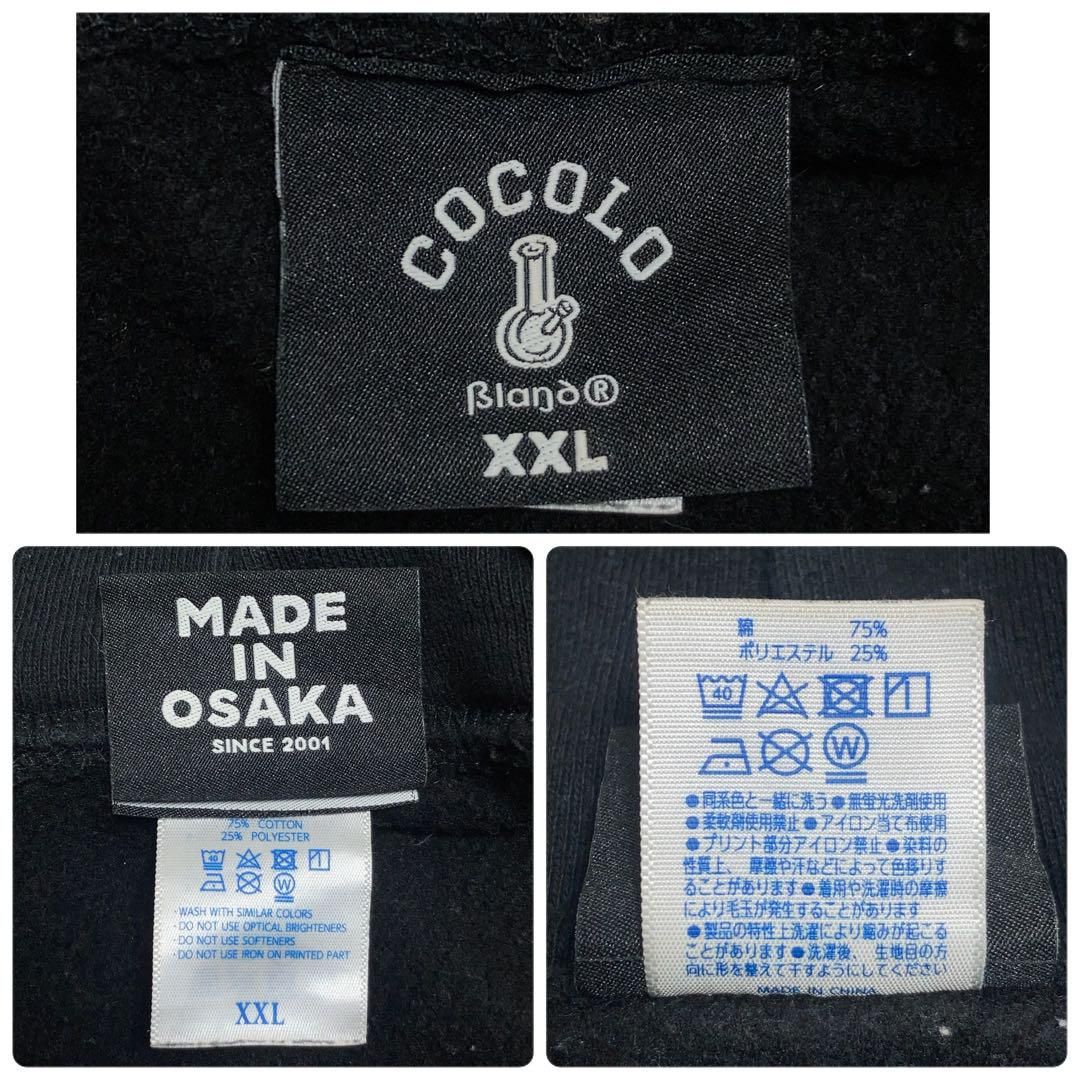 COCOLO
Bland®
XXL
MADE
IN
OSAKA
SINCE 2001
75% COTTON
25% POLYESTER
40
W
・WASH WITH SIMILAR COLORS
・DO NOT USE OPTICAL BRIGHTENERS
・DO NOT USE SOFTENERS
・DO NOT USE IRON ON PRINTED PART
XXL
綿 75%
ポリエステル 25%
40
W
●同系色と一緒に洗う●無蛍光洗剤使用
●柔軟剤使用禁止●アイロン当て布使用
●プリント部分アイロン禁止●染料の
性質上、摩擦や汗などによって色移りす
ることがあります●着用や洗濯時の摩擦
により毛玉が発生することがあります
●製品の特性上洗濯により縮みが起こる
ことがあります●洗濯後、生地目の方
向に形を整えて干すようにしてください
MADE IN CHINA